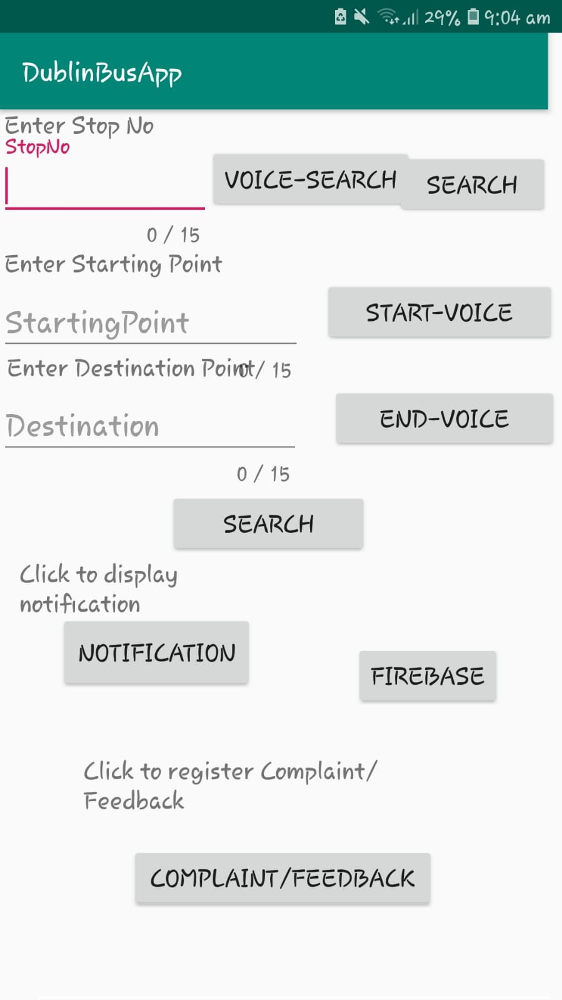 29% 9:04 am
DublinBusApp
Enter Stop No
StopNo
VOICE-SEARCH SEARCH
0 / 15
Enter Starting Point
StartingPoint START-VOICE
Enter Destination Point 0 / 15
Destination END-VOICE
0 / 15
SEARCH
Click to display
notification
NOTIFICATION
FIREBASE
Click to register Complaint/
Feedback
COMPLAINT/FEEDBACK